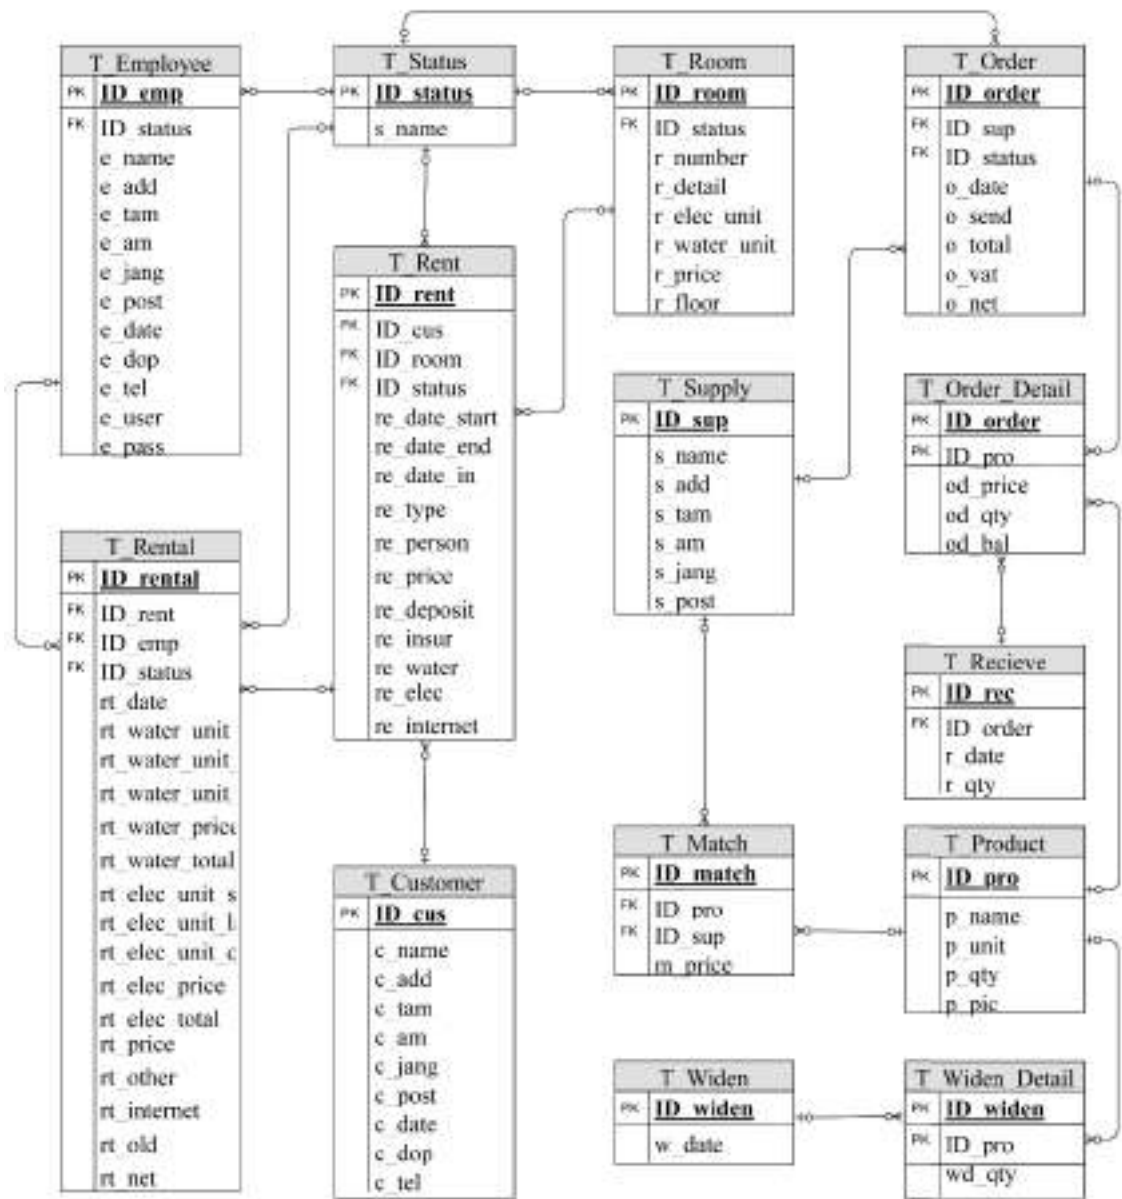 T_Employee
PK ID_emp
FK ID_status
e_name
e_add
e_tam
e_am
e_jang
e_post
e_date
e_dop
e_tel
e_user
e_pass
T_Status
PK ID_status
s_name
T_Room
PK ID_room
FK ID_status
r_number
r_detail
r_elec_unit
r_water_unit
r_price
r_floor
T_Order
PK ID_order
FK ID_sup
FK ID_status
o_date
o_send
o_total
o_vat
o_net
T_Rent
PK ID_rent
PK ID_cus
PK ID_room
FK ID_status
re_date_start
re_date_end
re_date_in
re_type
re_person
re_price
re_deposit
re_insur
re_water
re_elec
re_internet
T_Supply
PK ID_sup
s_name
s_add
s_tam
s_am
s_jang
s_post
T_Order_Detail
PK ID_order
PK ID_pro
od_price
od_qty
od_bal
T_Rental
PK ID_rental
FK ID_rent
FK ID_emp
FK ID_status
rt_date
rt_water_unit
rt_water_unit_
rt_water_unit
rt_water_price
rt_water_total
rt_elec_unit_s
rt_elec_unit_l
rt_elec_unit_c
rt_elec_price
rt_elec_total
rt_price
rt_other
rt_internet
rt_old
rt_net
T_Recieve
PK ID_rec
FK ID_order
r_date
r_qty
T_Match
PK ID_match
FK ID_pro
FK ID_sup
m_price
T_Product
PK ID_pro
p_name
p_unit
p_qty
p_pic
T_Customer
PK ID_cus
c_name
c_add
c_tam
c_am
c_jang
c_post
c_date
c_dop
c_tel
T_Widen
PK ID_widen
w_date
T_Widen_Detail
PK ID_widen
PK ID_pro
wd_qty